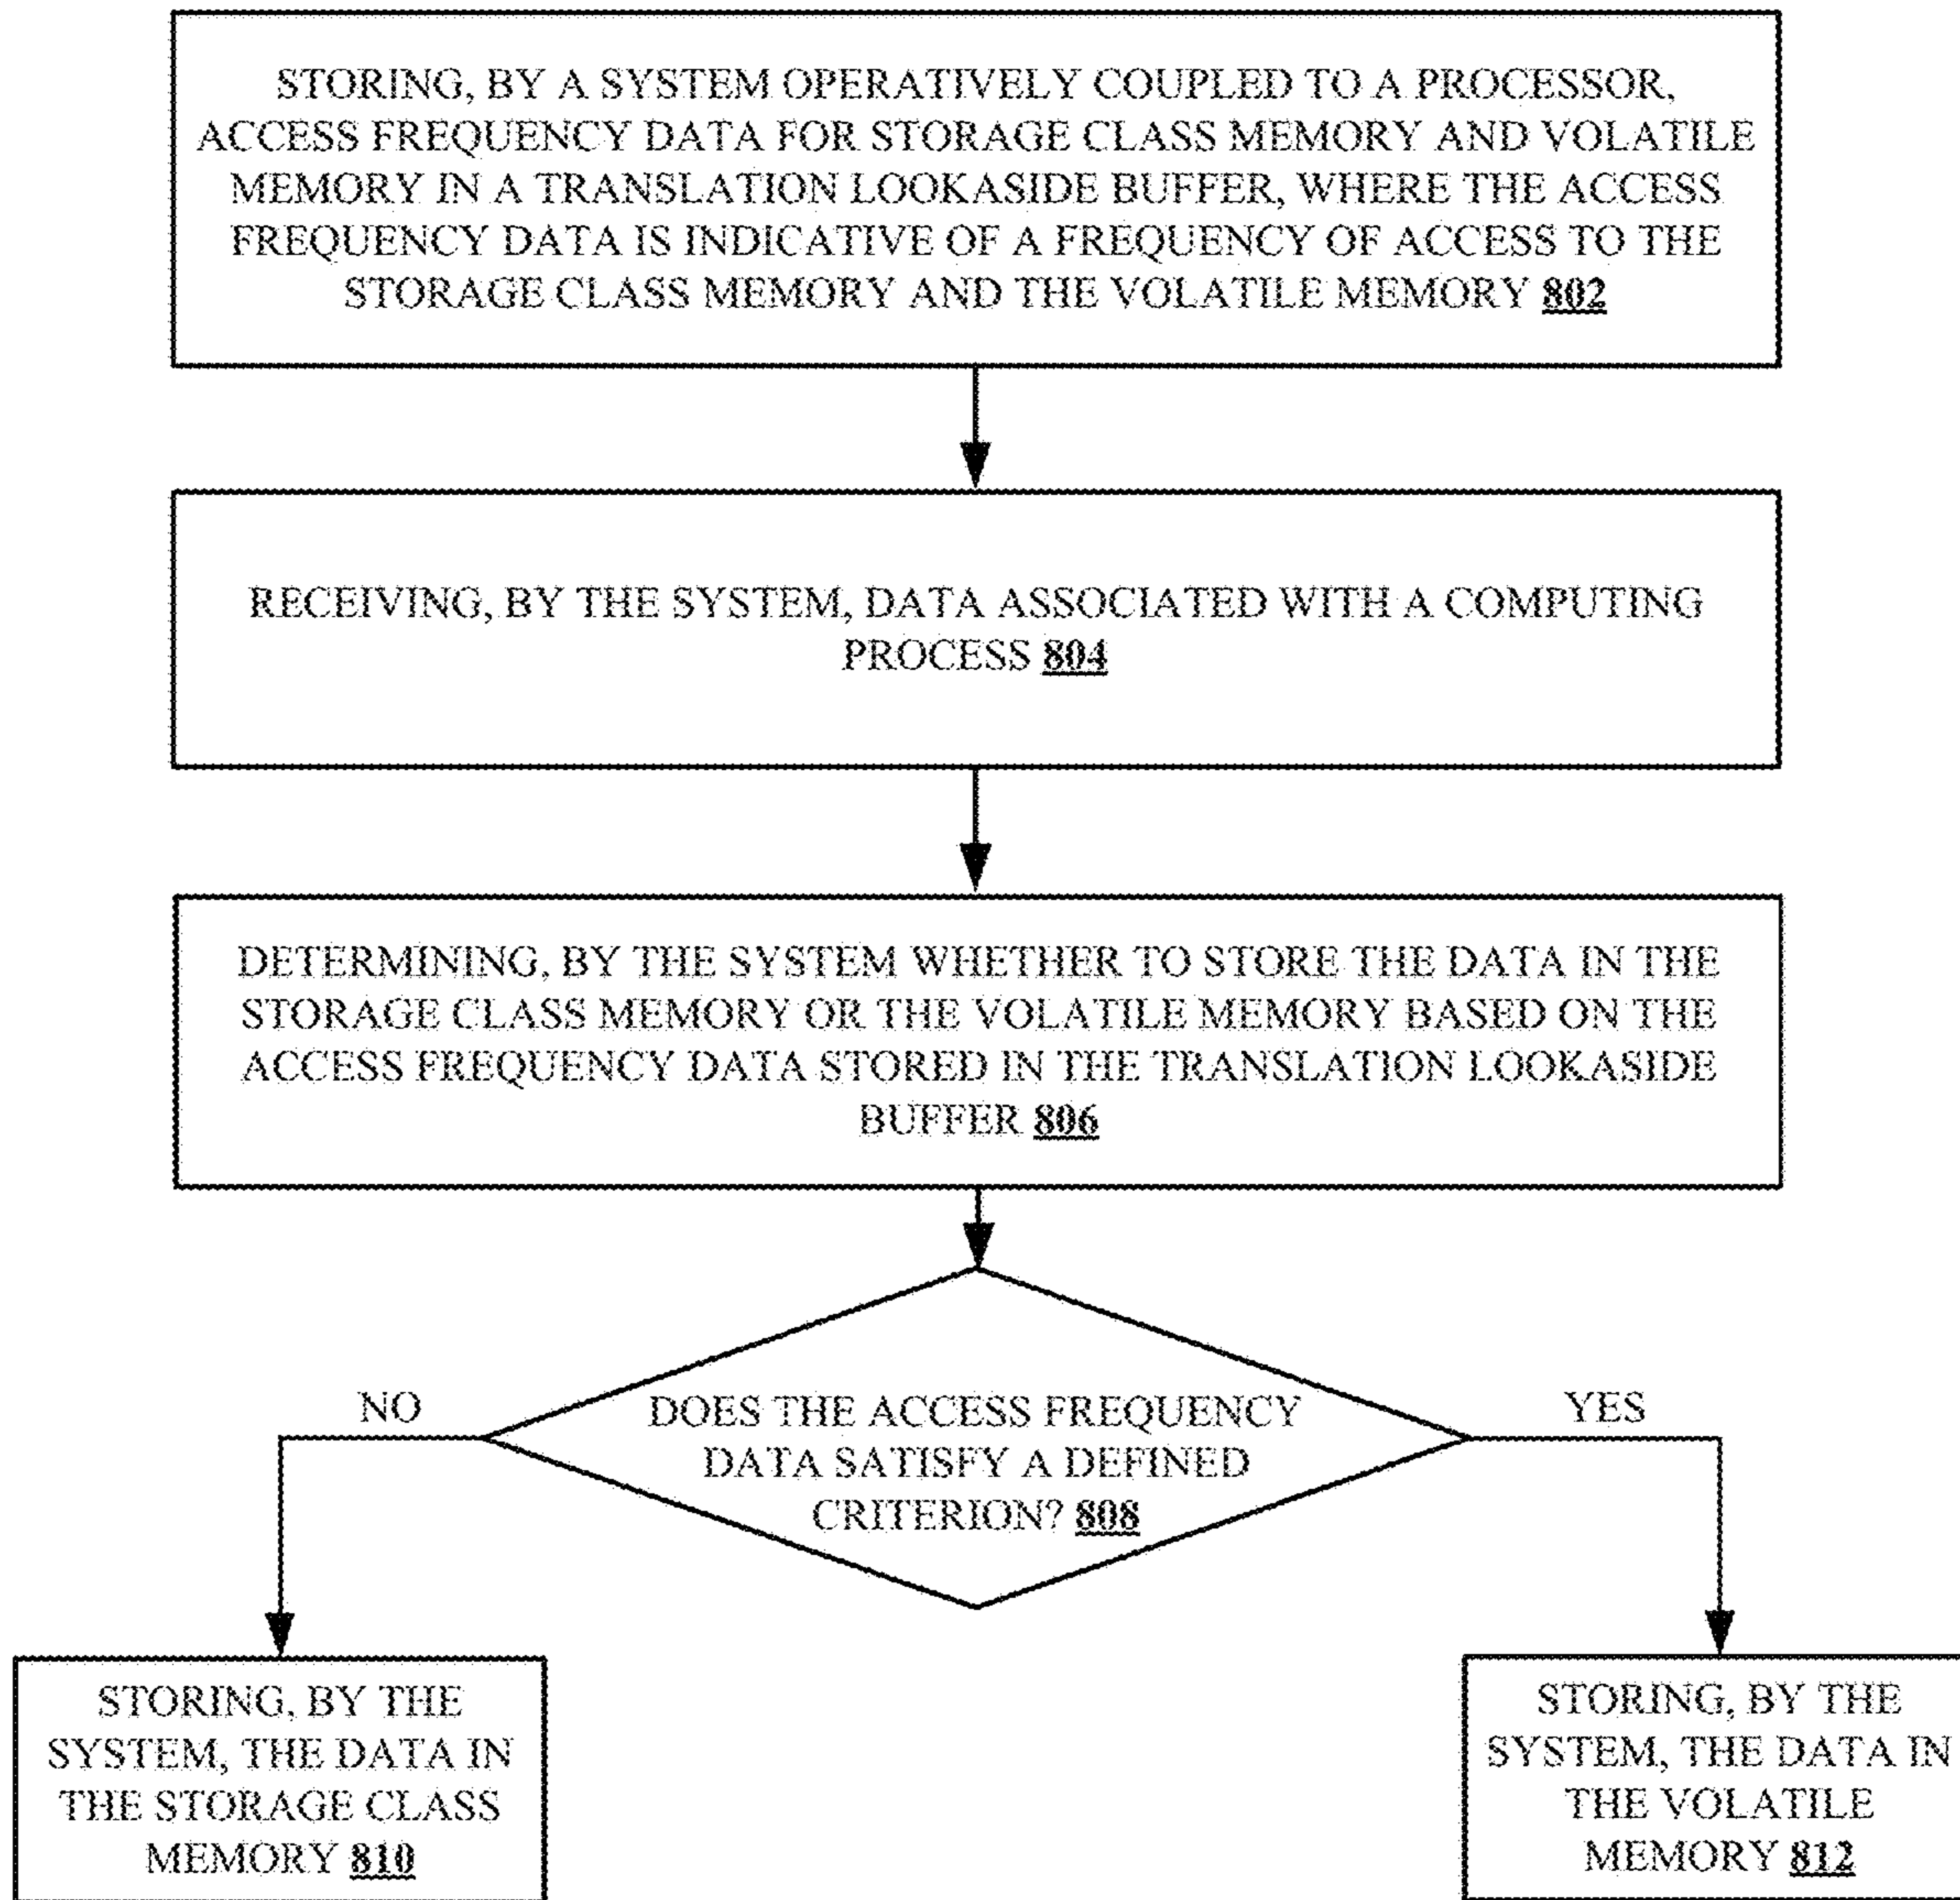 STORING, BY A SYSTEM OPERATIVELY COUPLED TO A PROCESSOR,
ACCESS FREQUENCY DATA FOR STORAGE CLASS MEMORY AND VOLATILE
MEMORY IN A TRANSLATION LOOKASIDE BUFFER, WHERE THE ACCESS
FREQUENCY DATA IS INDICATIVE OF A FREQUENCY OF ACCESS TO THE
STORAGE CLASS MEMORY AND THE VOLATILE MEMORY 802
RECEIVING, BY THE SYSTEM, DATA ASSOCIATED WITH A COMPUTING
PROCESS 804
DETERMINING, BY THE SYSTEM WHETHER TO STORE THE DATA IN THE
STORAGE CLASS MEMORY OR THE VOLATILE MEMORY BASED ON THE
ACCESS FREQUENCY DATA STORED IN THE TRANSLATION LOOKASIDE
BUFFER 806
NO
DOES THE ACCESS FREQUENCY
DATA SATISFY A DEFINED
CRITERION? 808
YES
STORING, BY THE
SYSTEM, THE DATA IN
THE STORAGE CLASS
MEMORY 810
STORING, BY THE
SYSTEM, THE DATA IN
THE VOLATILE
MEMORY 812